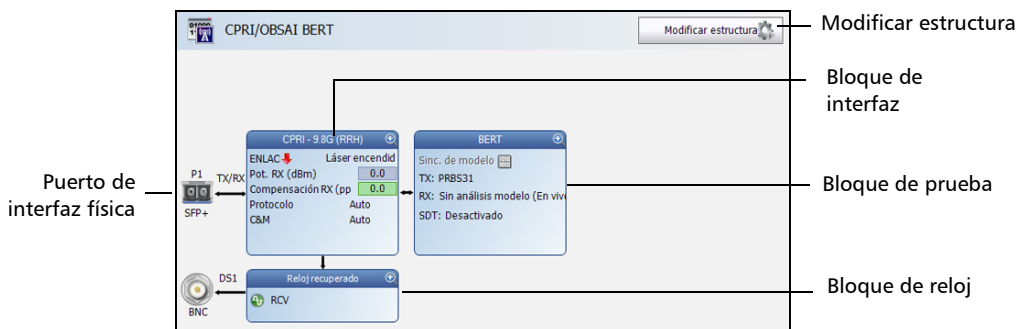 CPRI/OBSAI BERT
Modificar estructura
Modificar estructura
Bloque de
interfaz
CPRI - 9.8G (RRH)
BERT
ENLAC
Láser encendid
Sinc. de modelo
P1
TX/RX
Pot. RX (dBm)
0.0
TX: PRBS31
Puerto de
interfaz física
Compensación RX (pp
0.0
RX: Sin análisis modelo (En vivo
Bloque de prueba
Protocolo
Auto
SFP+
C&M
Auto
SDT: Desactivado
DS1
Reloj recuperado
RCV
BNC
Bloque de reloj